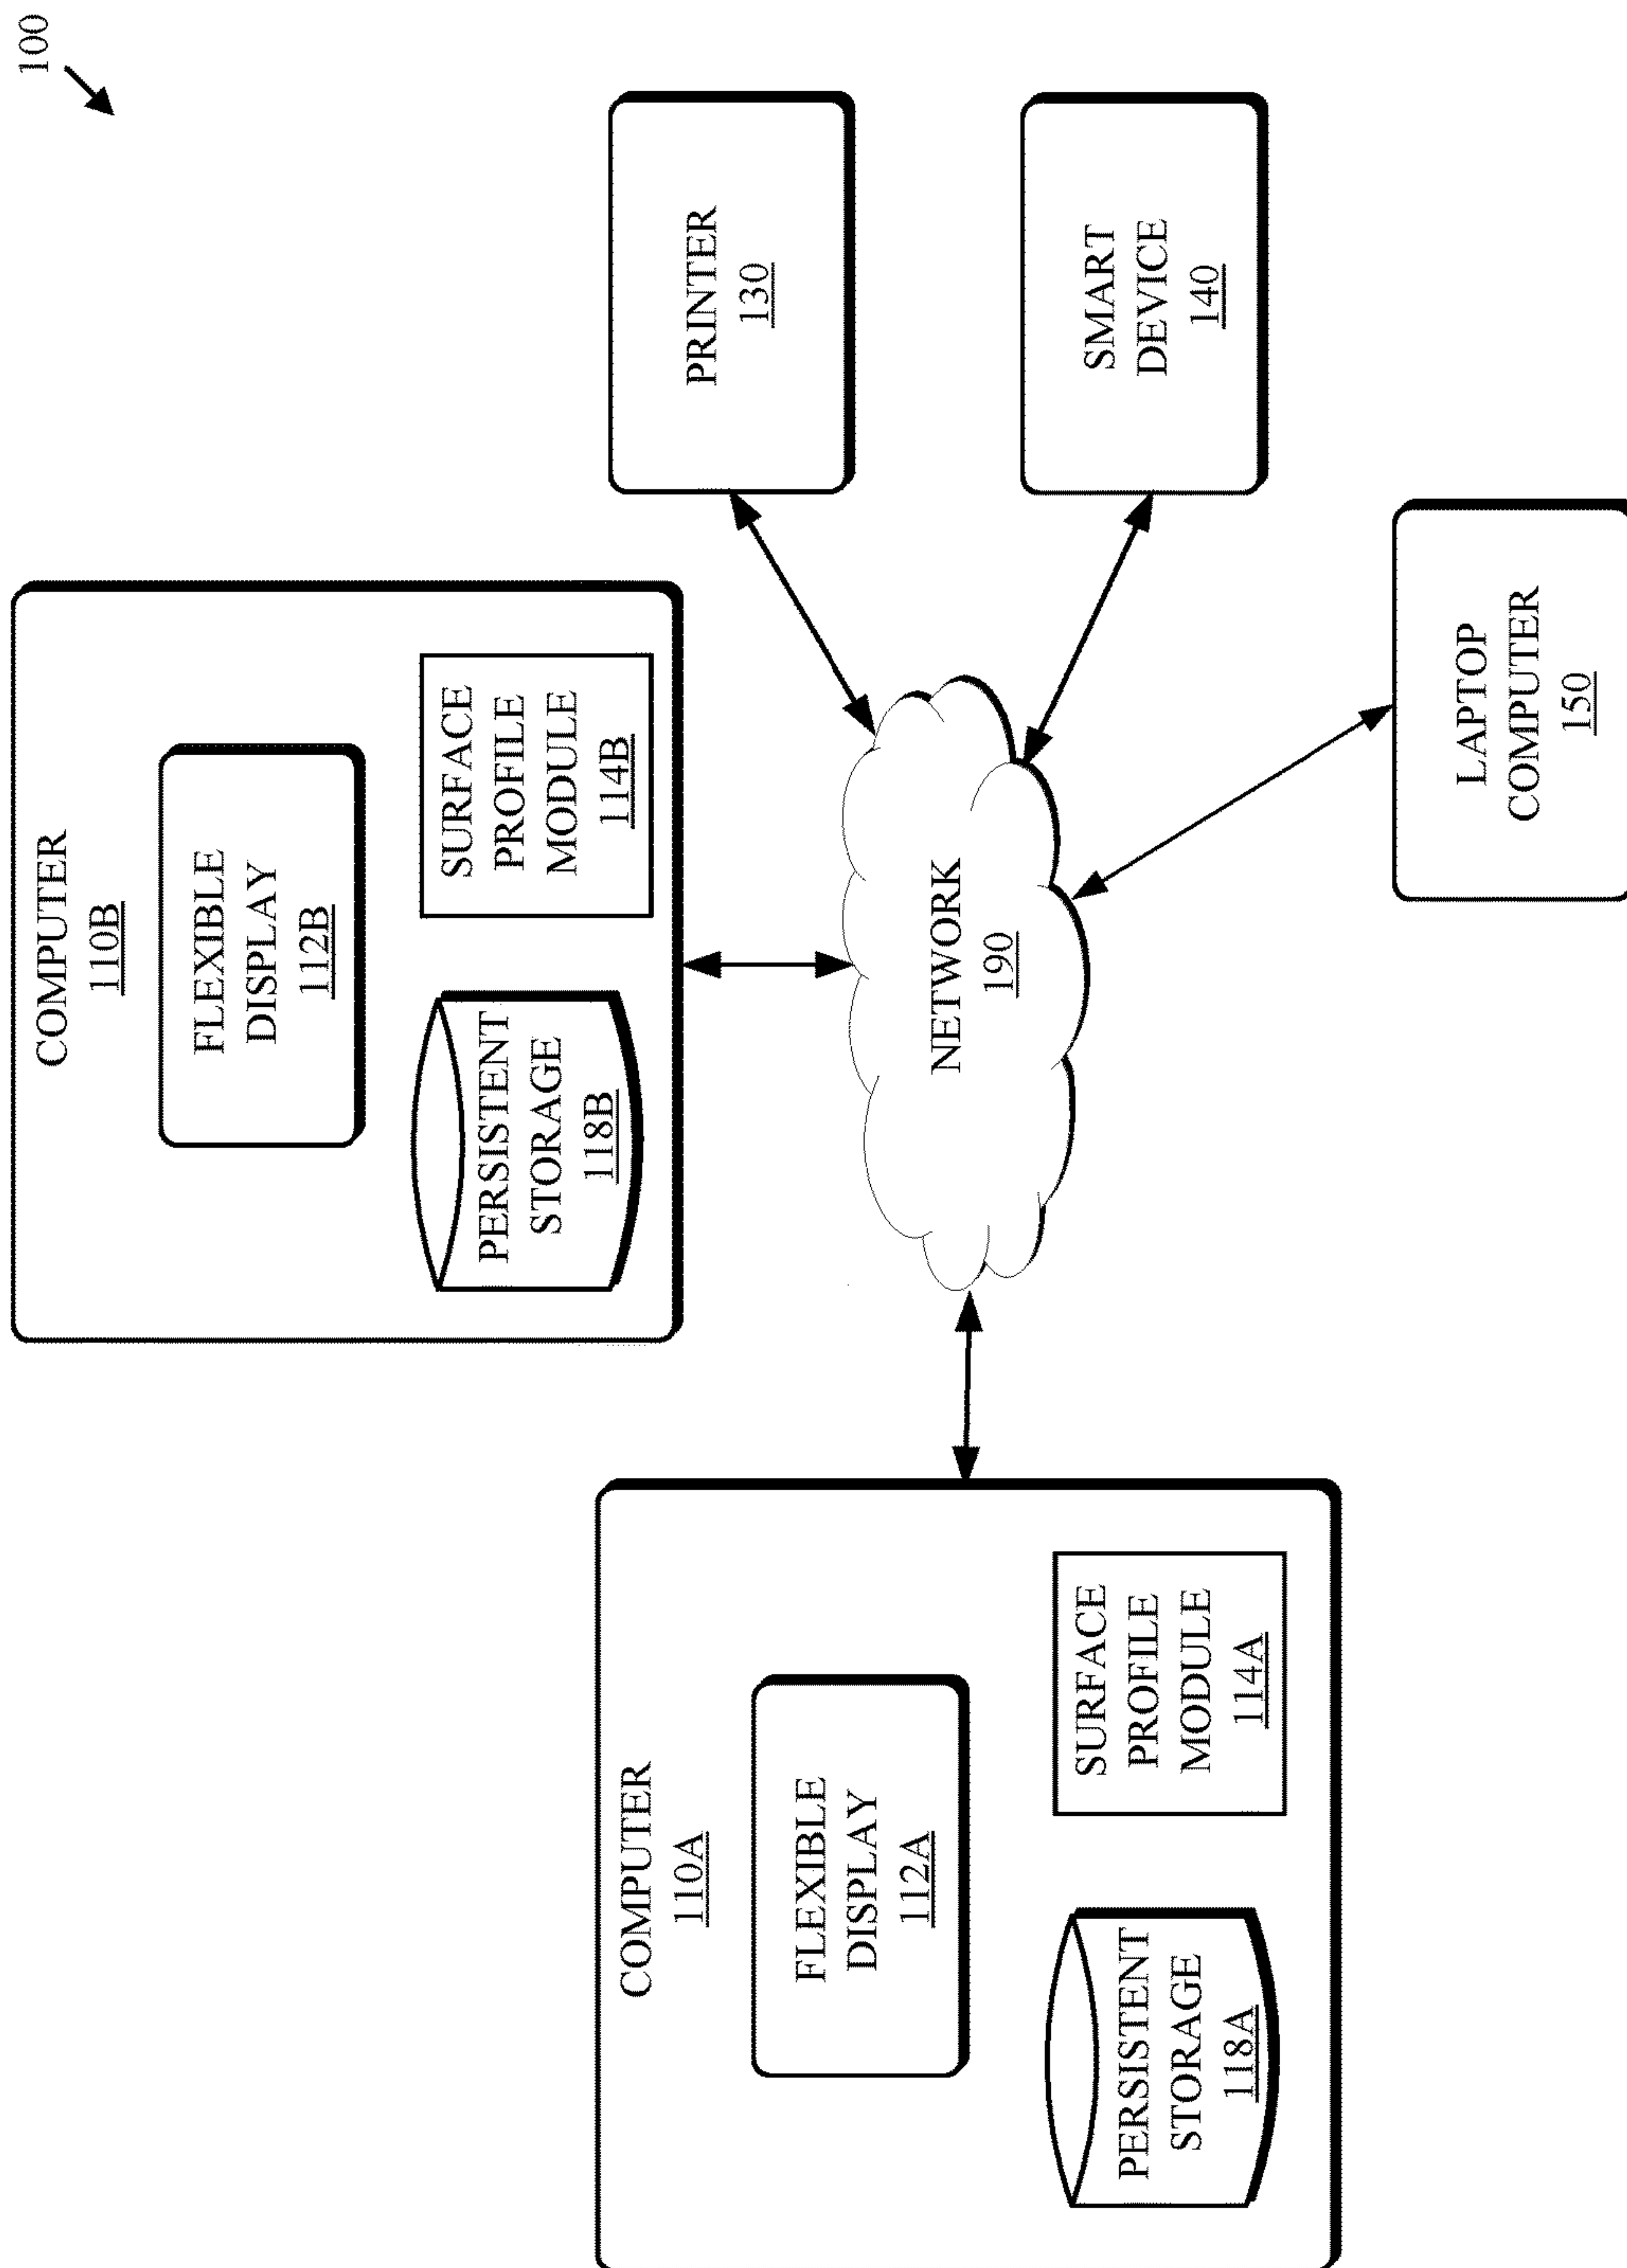 100
COMPUTER
110B
FLEXIBLE
DISPLAY
112B
PERSISTENT
STORAGE
118B
SURFACE
PROFILE
MODULE
114B
COMPUTER
110A
FLEXIBLE
DISPLAY
112A
PERSISTENT
STORAGE
118A
SURFACE
PROFILE
MODULE
114A
NETWORK
190
PRINTER
130
SMART
DEVICE
140
LAPTOP
COMPUTER
150